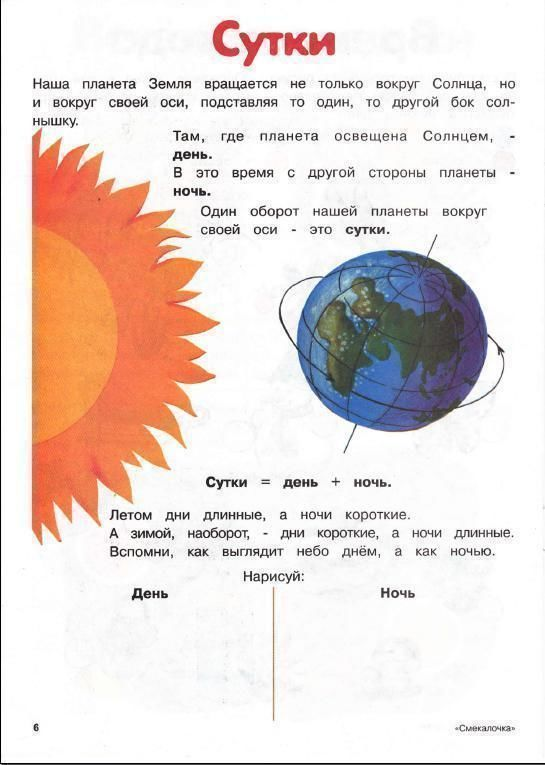 Сутки
Наша планета Земля вращается не только вокруг Солнца, но
и вокруг своей оси, подставляя то один, то другой бок сол-
нышку.
Там, где планета освещена Солнцем, -
день.
В это время с другой стороны планеты -
ночь.
Один оборот нашей планеты вокруг
своей оси - это сутки.
Сутки = день + ночь.
Летом дни длинные, а ночи короткие.
А зимой, наоборот, - дни короткие, а ночи длинные.
Вспомни, как выглядит небо днём, а как ночью.
Нарисуй:
День
Ночь
6
«Смекалочка»